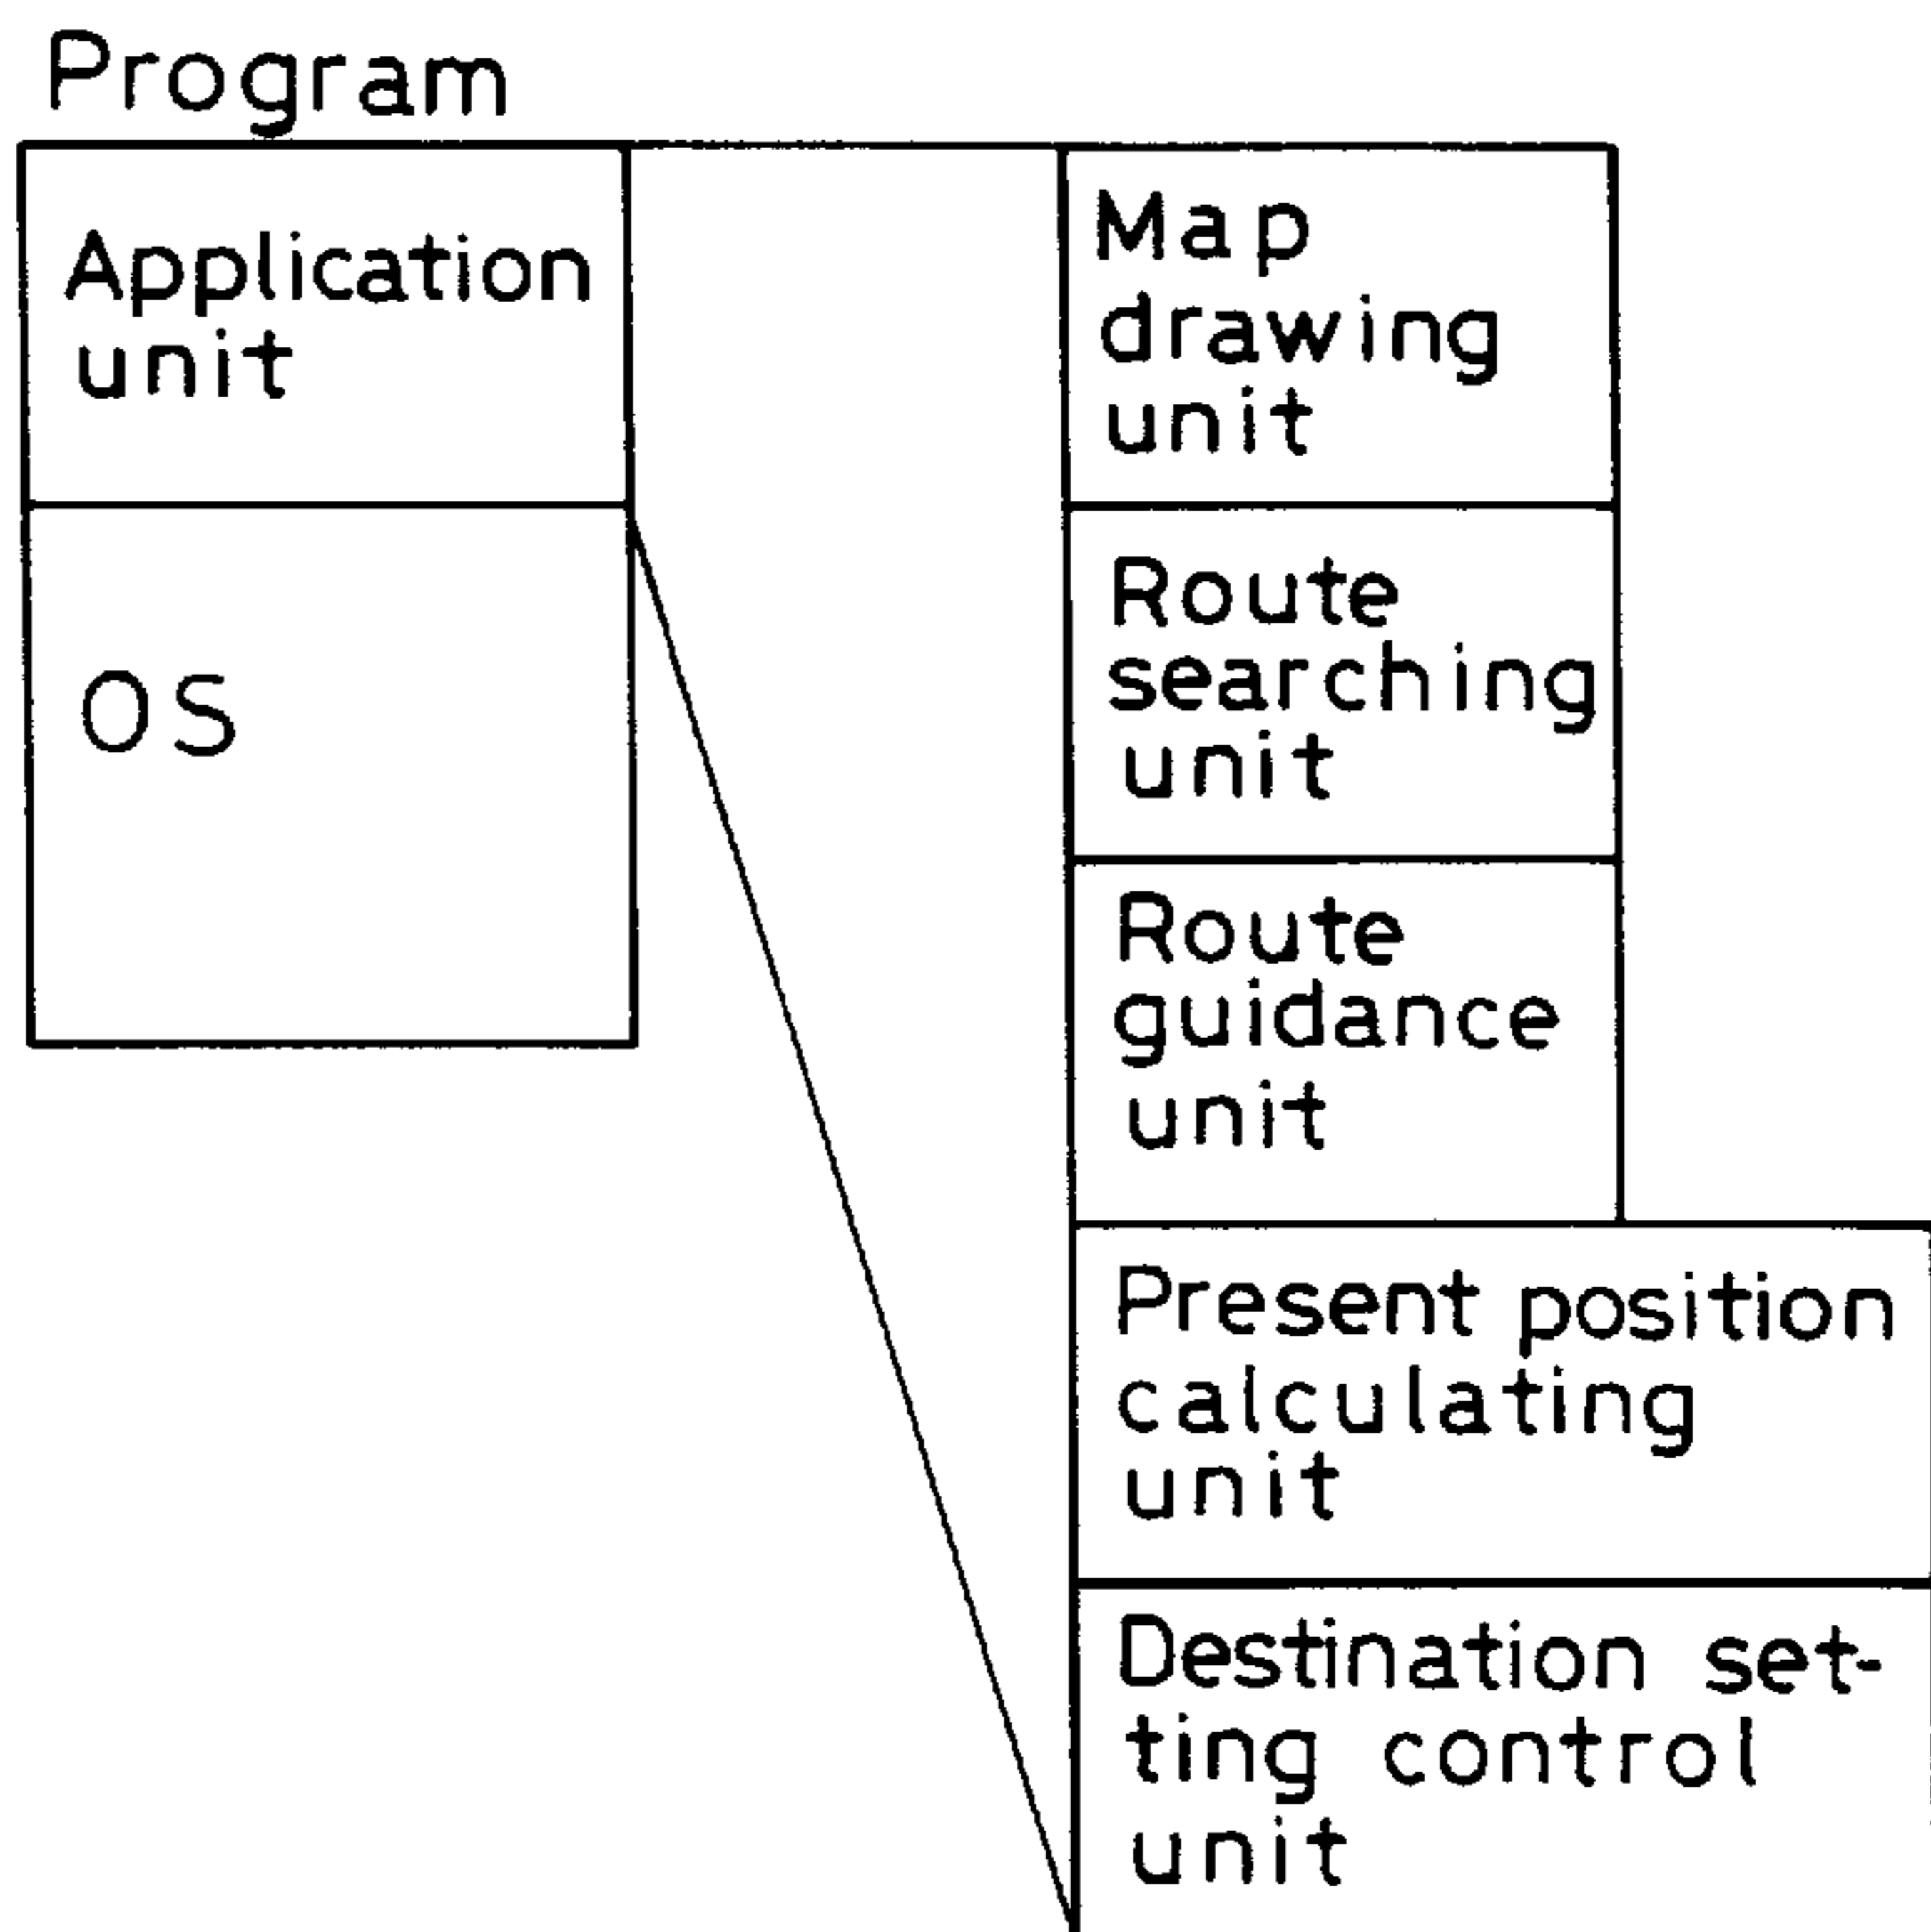 Program
Application
unit
OS
Map
drawing
unit
Route
searching
unit
Route
guidance
unit
Present position
calculating
unit
Destination set-
ting control
unit